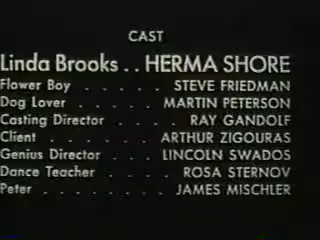 CAST
Linda Brooks . . HERMA SHORE
Flower Boy . . . . . STEVE FRIEDMAN
Dog Lover . . . . . MARTIN PETERSON
Casting Director . . . . RAY GANDOLF
Client . . . . . . ARTHUR ZIGOURAS
Genius Director . . . . LINCOLN SWADOS
Dance Teacher . . . . ROSA STERNOV
Peter . . . . . . . JAMES MISCHLER